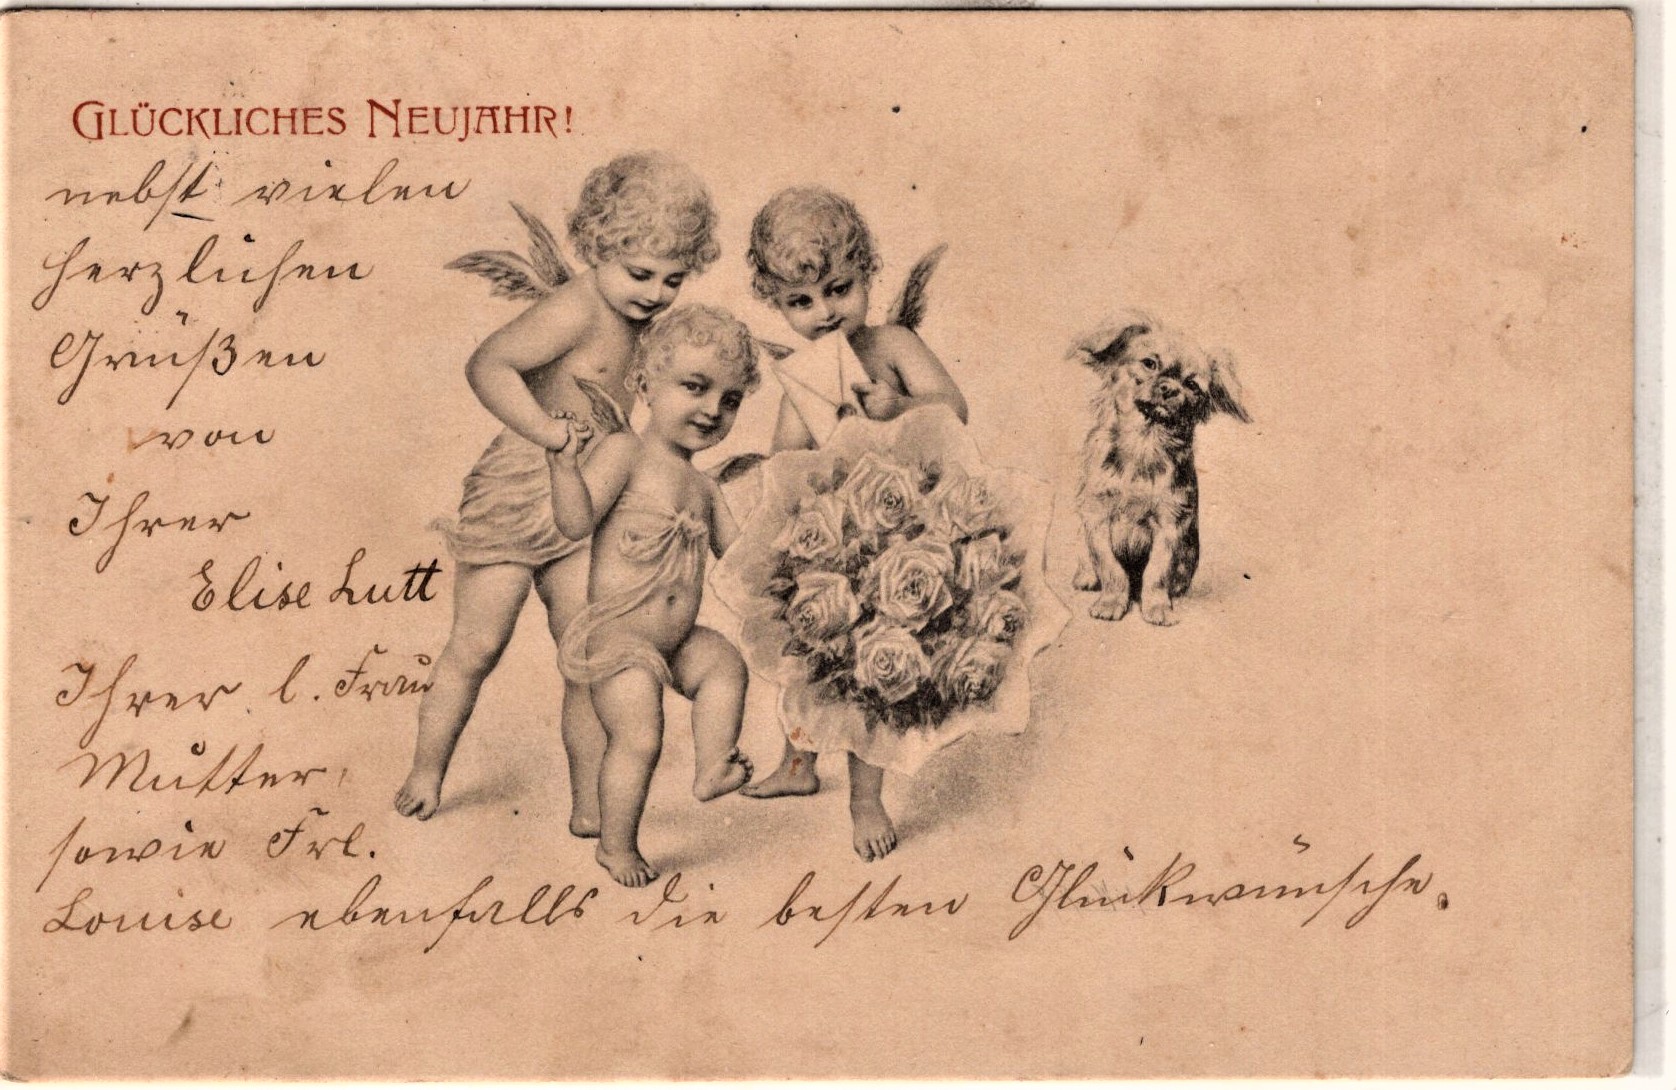 GLÜCKLICHES NEUJAHR!
nebst vielen
herzlichen
Grüßen
von
Ihrer
Elise Lutt
Ihrer l. Frau
Mutter,
sowie Frl.
Louise ebenfalls die besten Glückwünsche.